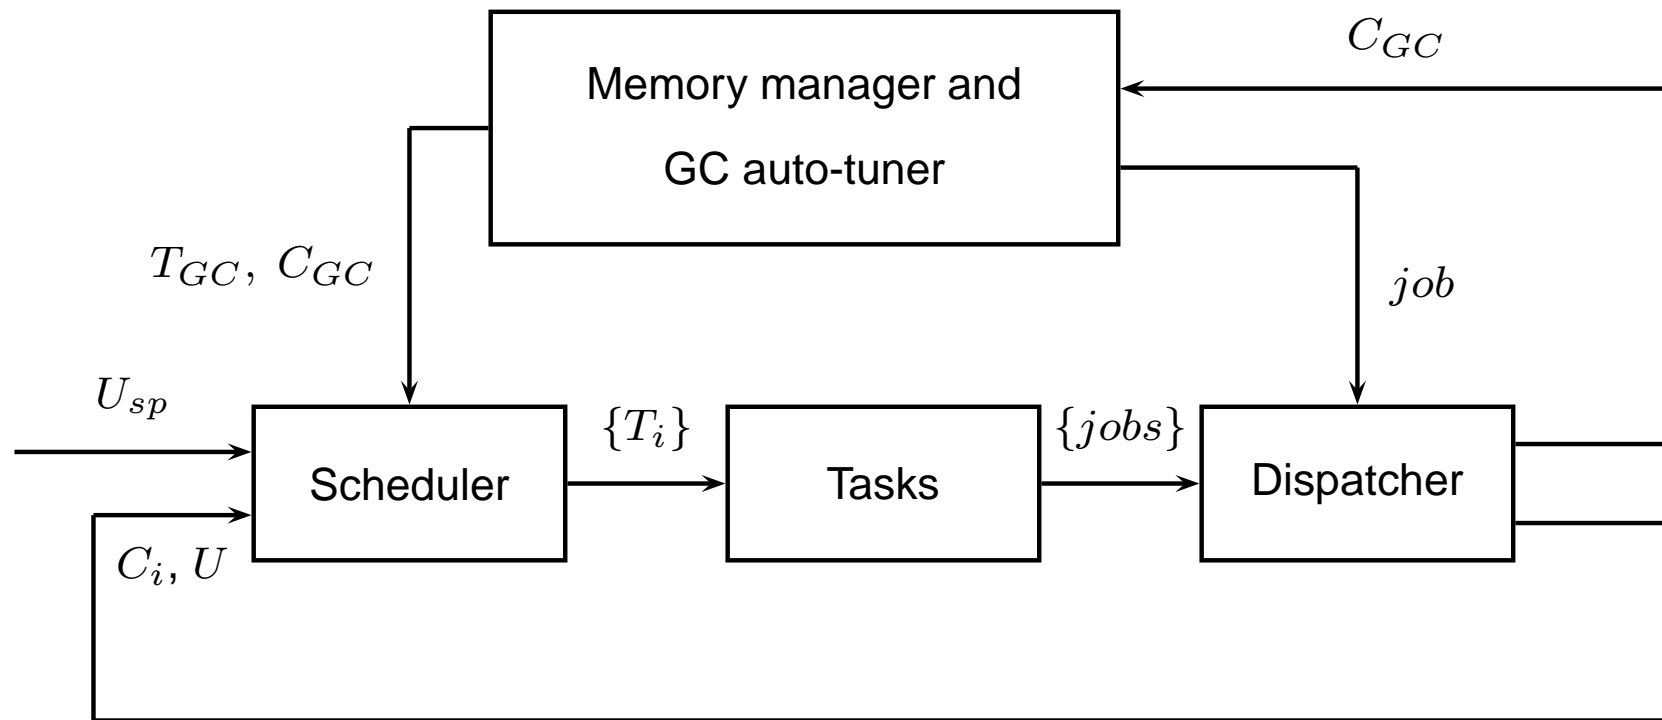 C_{GC}
Memory manager and
GC auto-tuner
T_{GC}, C_{GC}
job
U_{sp}
{T_i}
{jobs}
Scheduler
Tasks
Dispatcher
C_i, U